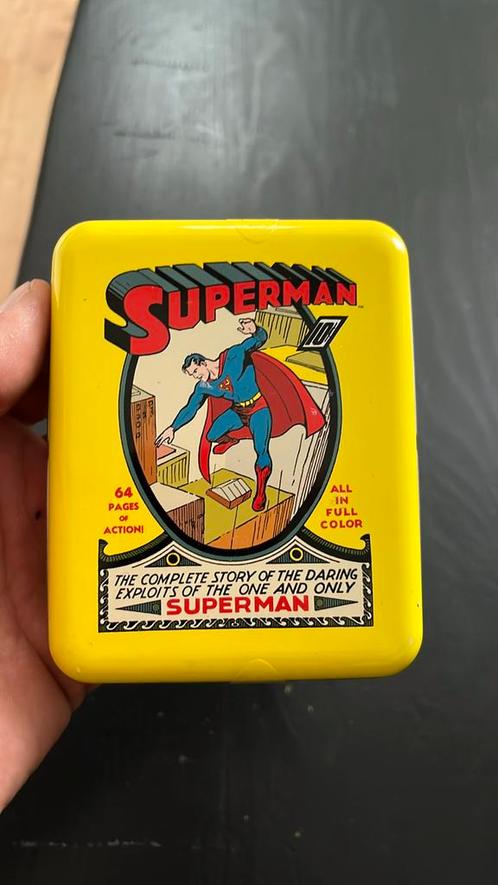 SUPERMAN
10¢
64
PAGES
OF
ACTION!
ALL
IN
FULL
COLOR
THE COMPLETE STORY OF THE DARING
EXPLOITS OF THE ONE AND ONLY
SUPERMAN